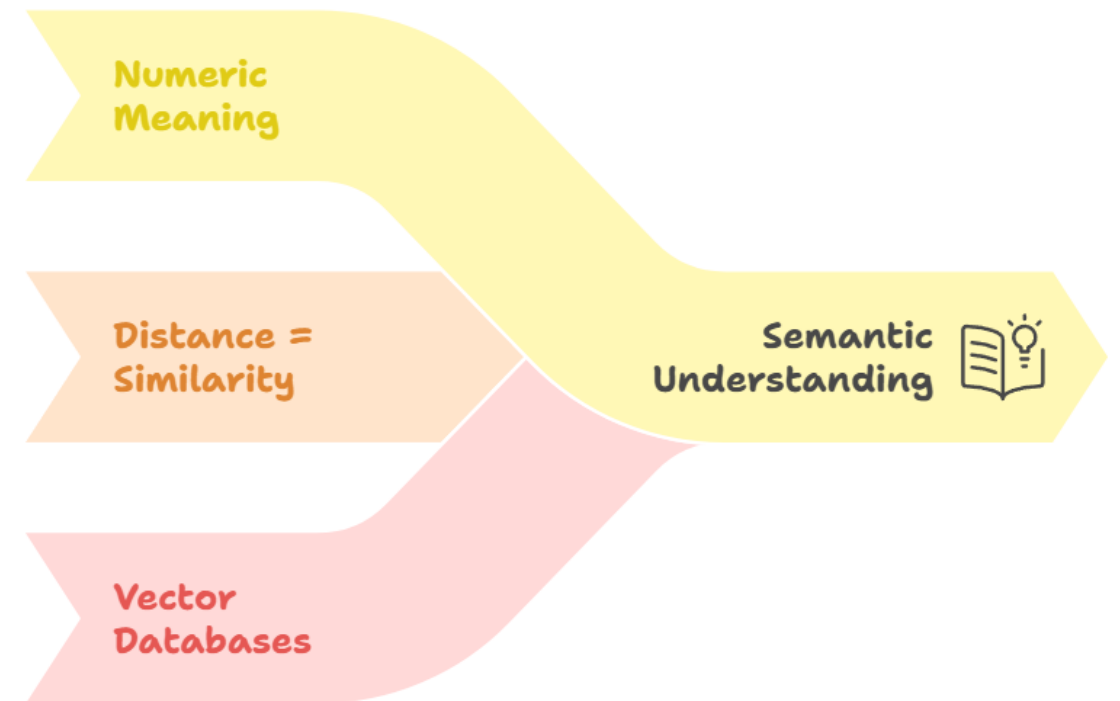 Numeric
Meaning
Distance =
Similarity
Semantic
Understanding
Vector
Databases